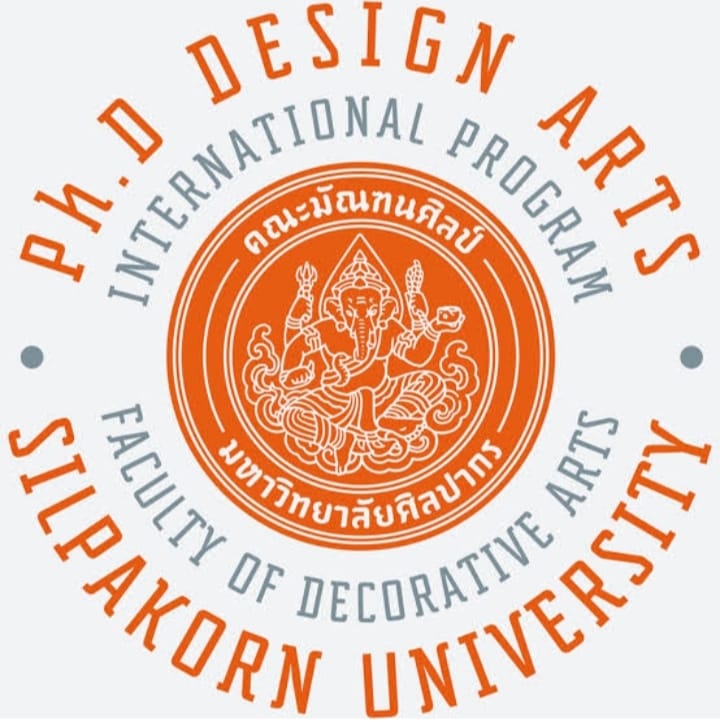 Ph.D DESIGN ARTS
INTERNATIONAL PROGRAM
คณะมัณฑนศิลป์
มหาวิทยาลัยศิลปากร
FACULTY OF DECORATIVE ARTS
SILPAKORN UNIVERSITY